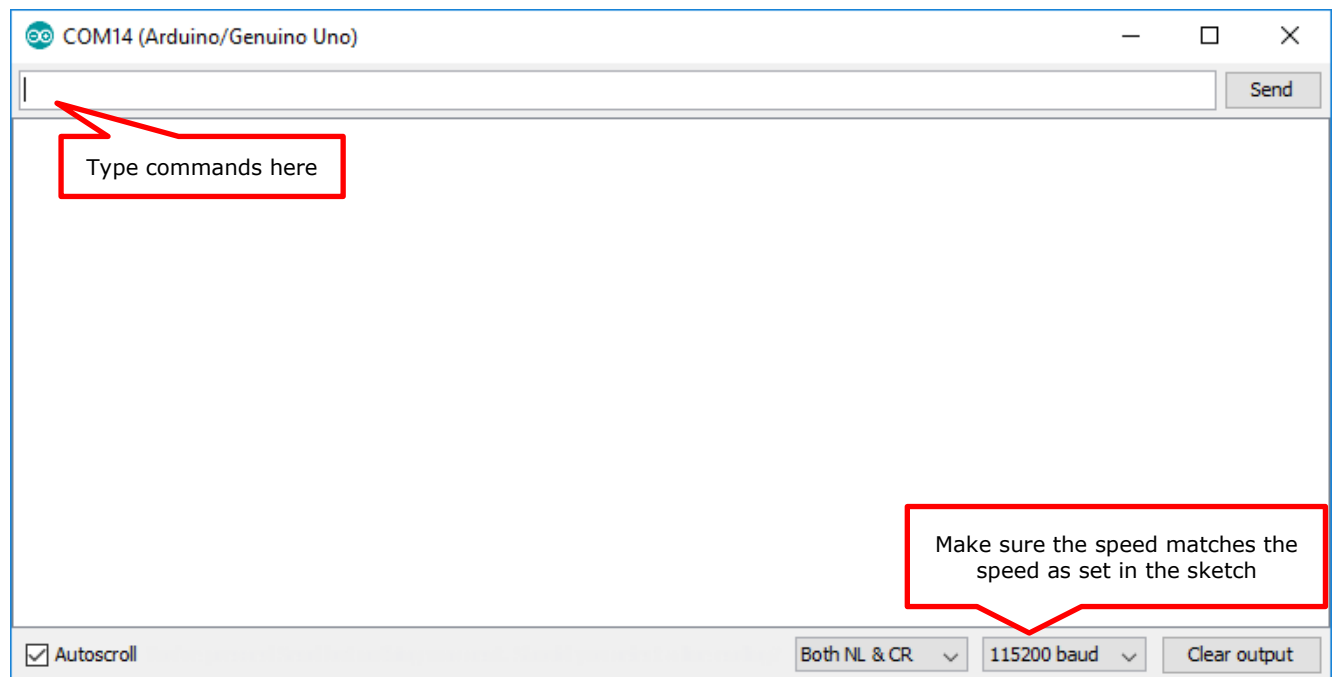 COM14 (Arduino/Genuino Uno)
Send
Type commands here
Make sure the speed matches the
speed as set in the sketch
Autoscroll
Both NL & CR
115200 baud
Clear output